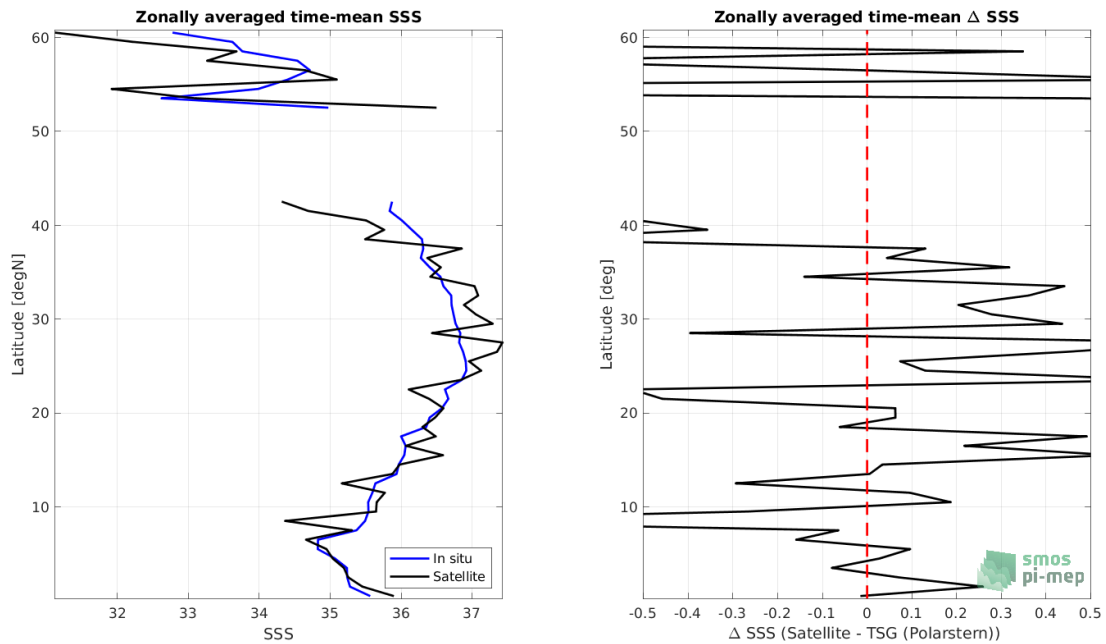 Zonally averaged time-mean SSS
60
50
40
30
20
10
Latitude [degN]
32 33 34 35 36 37
SSS
In situ
Satellite
Zonally averaged time-mean Δ SSS
60
50
40
30
20
10
Latitude [deg]
-0.5 -0.4 -0.3 -0.2 -0.1 0 0.1 0.2 0.3 0.4 0.5
Δ SSS (Satellite - TSG (Polarstern))
smos
pi-mep